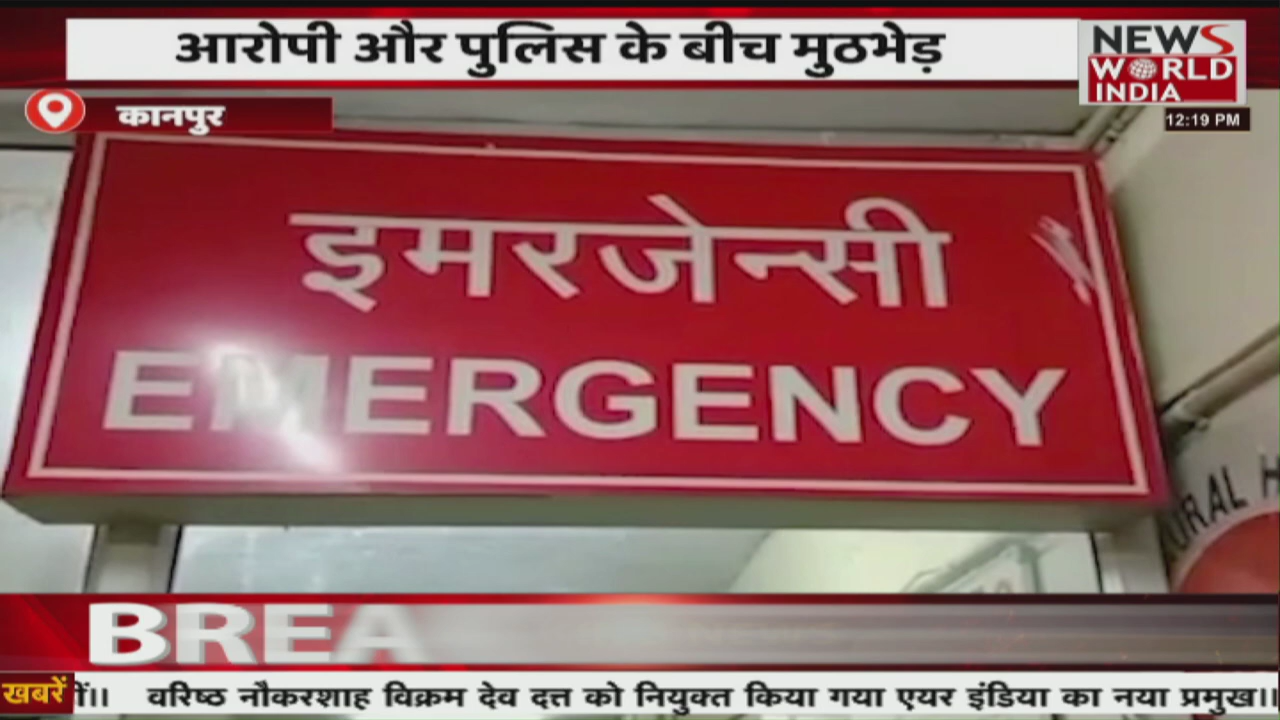 आरोपी और पुलिस के बीच मुठभेड़
NEWS
WORLD
INDIA
12:19 PM
कानपुर
इमरजेन्सी
EMERGENCY
URAL H
BREA
खबरें
वरिष्ठ नौकरशाह विक्रम देव दत्त को नियुक्त किया गया एयर इंडिया का नया प्रमुख।।